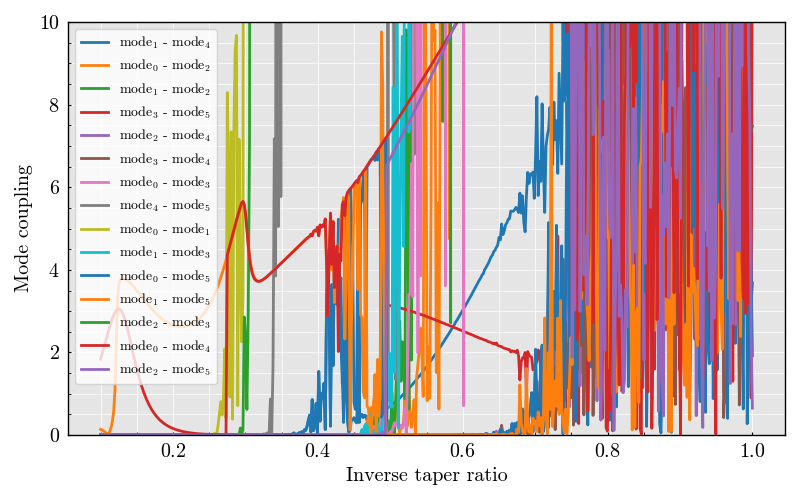 10
8
6
4
2
0
Mode coupling
mode₁ - mode₄
mode₀ - mode₂
mode₁ - mode₂
mode₃ - mode₅
mode₂ - mode₄
mode₃ - mode₄
mode₀ - mode₃
mode₄ - mode₅
mode₀ - mode₁
mode₁ - mode₃
mode₀ - mode₅
mode₁ - mode₅
mode₂ - mode₃
mode₀ - mode₄
mode₂ - mode₅
0.2 0.4 0.6 0.8 1.0
Inverse taper ratio